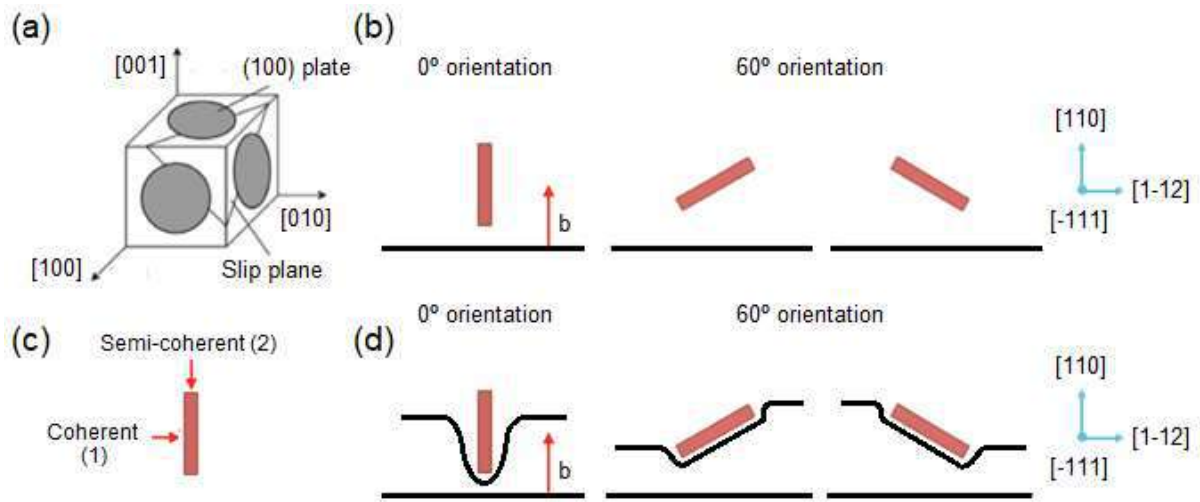 (a)
[001]
(100) plate
[010]
[100]
Slip plane
(b)
0º orientation
60º orientation
b
[110]
[1-12]
[-111]
(c)
Semi-coherent (2)
Coherent
(1)
(d)
0º orientation
60º orientation
b
[110]
[1-12]
[-111]